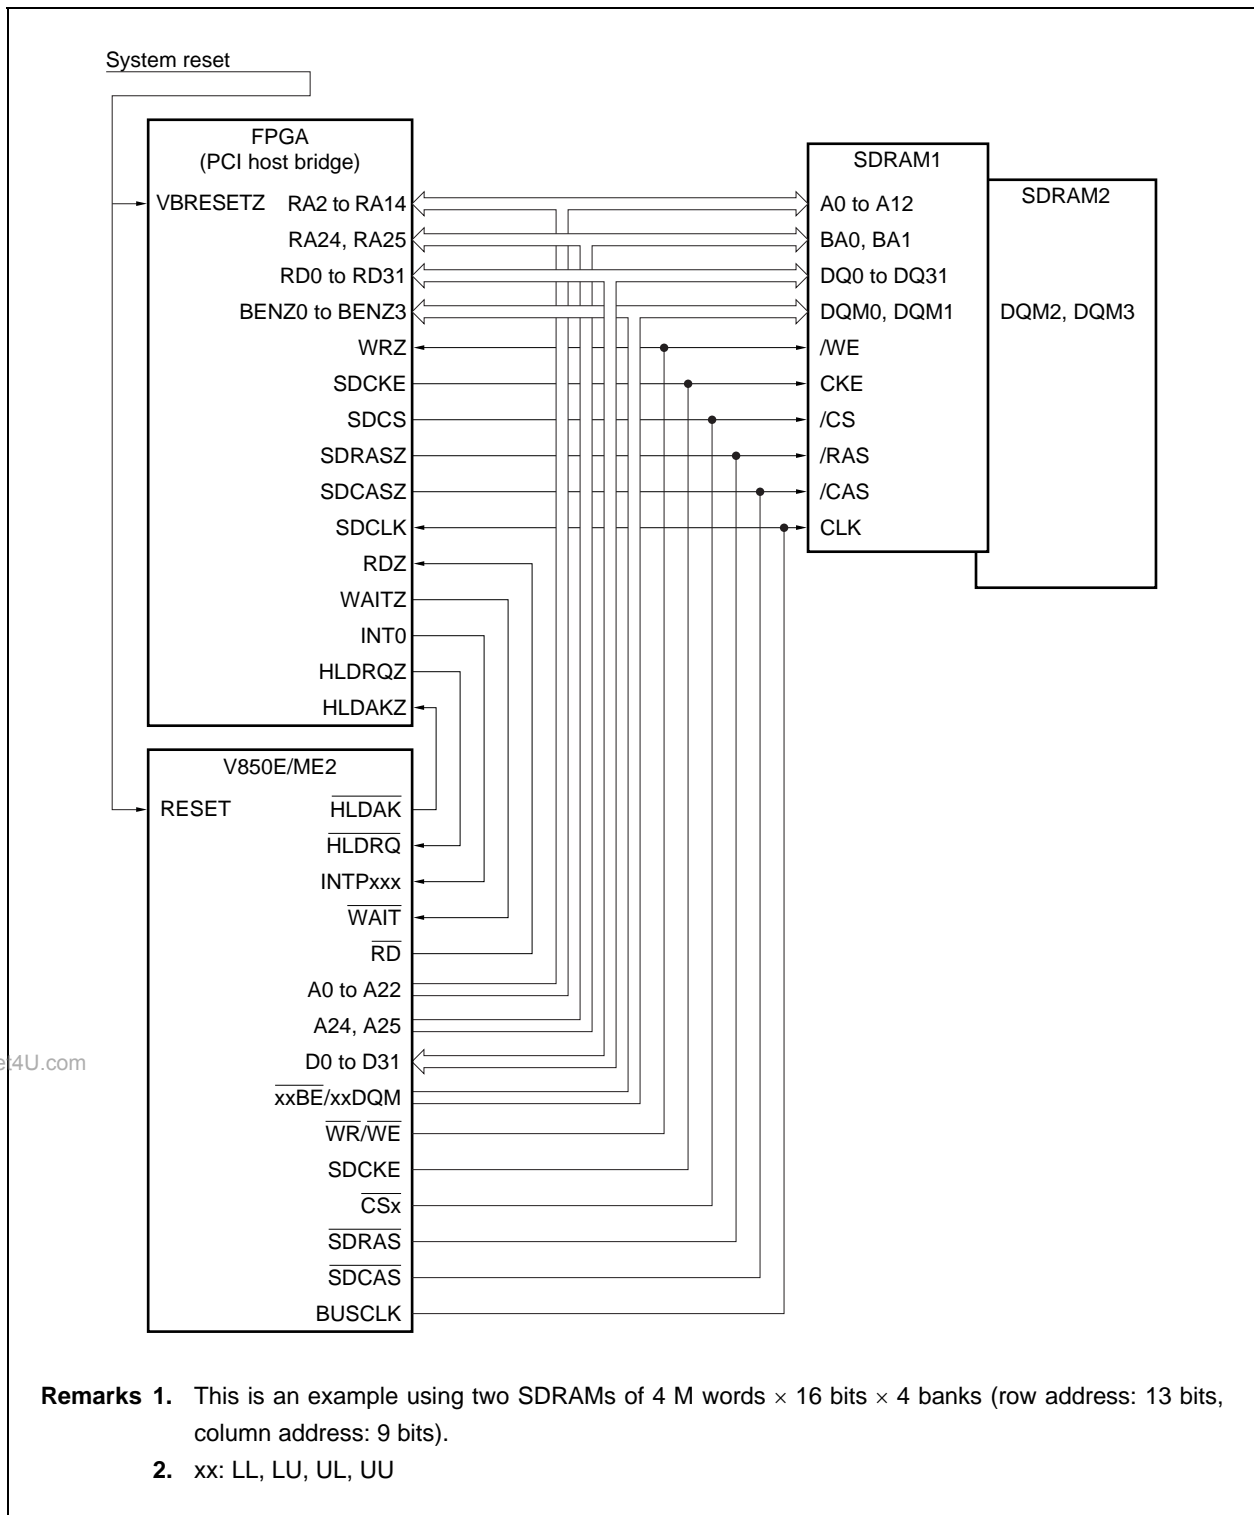 System reset
FPGA
(PCI host bridge)
VBRESETZ
RA2 to RA14
RA24, RA25
RD0 to RD31
BENZ0 to BENZ3
WRZ
SDCKE
SDCS
SDRASZ
SDCASZ
SDCLK
RDZ
WAITZ
INT0
HLDRQZ
HLDAKZ
SDRAM1
A0 to A12
BA0, BA1
DQ0 to DQ31
DQM0, DQM1
/WE
CKE
/CS
/RAS
/CAS
CLK
SDRAM2
DQM2, DQM3
V850E/ME2
RESET
HLDAK
HLDRQ
INTPxxx
WAIT
RD
A0 to A22
A24, A25
D0 to D31
xxBE/xxDQM
WR/WE
SDCKE
CSx
SDRAS
SDCAS
BUSCLK
et4U.com
Remarks 1. This is an example using two SDRAMs of 4 M words × 16 bits × 4 banks (row address: 13 bits,
column address: 9 bits).
2. xx: LL, LU, UL, UU